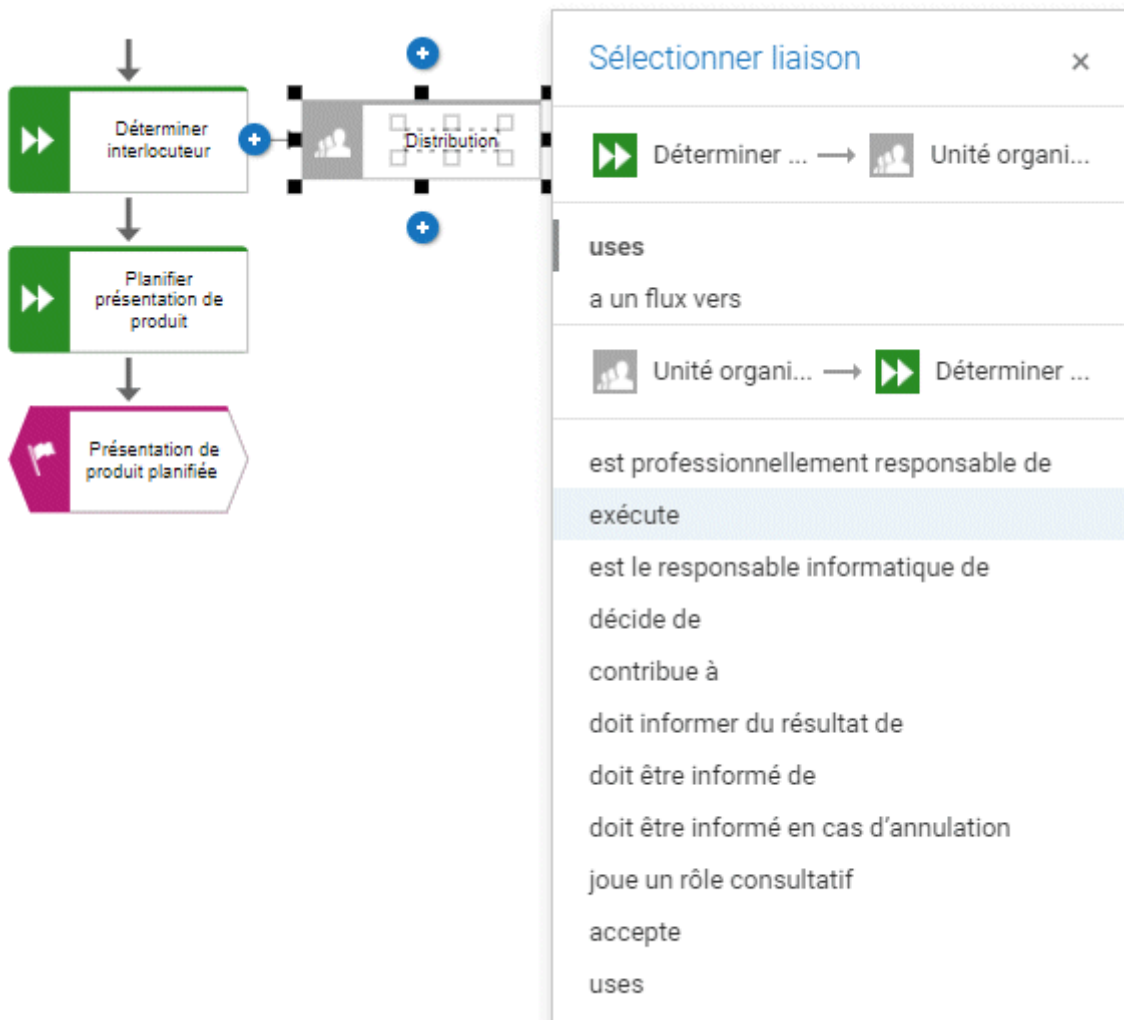 Déterminer
interlocuteur
Distribution
Planifier
présentation de
produit
Présentation de
produit planifiée
Sélectionner liaison
Déterminer ... Unité organi...
uses
a un flux vers
Unité organi... Déterminer ...
est professionnellement responsable de
exécute
est le responsable informatique de
décide de
contribue à
doit informer du résultat de
doit être informé de
doit être informé en cas d’annulation
joue un rôle consultatif
accepte
uses